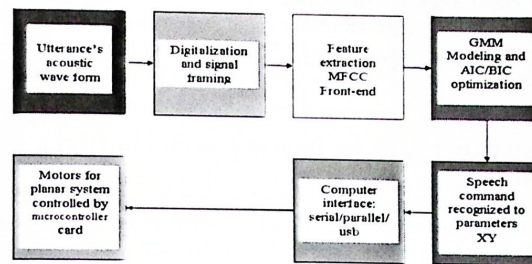 Utterance's
acoustic
wave form
Digitalization
and signal
framing
Feature
extraction
MFCC
Front-end
GMM
Modeling and
AIC/BIC
optimization
Motors for
planar system
controlled by
microcontroller
card
Computer
interface:
serial/parallel/
usb
Speech
command
recognized to
parameters
XY